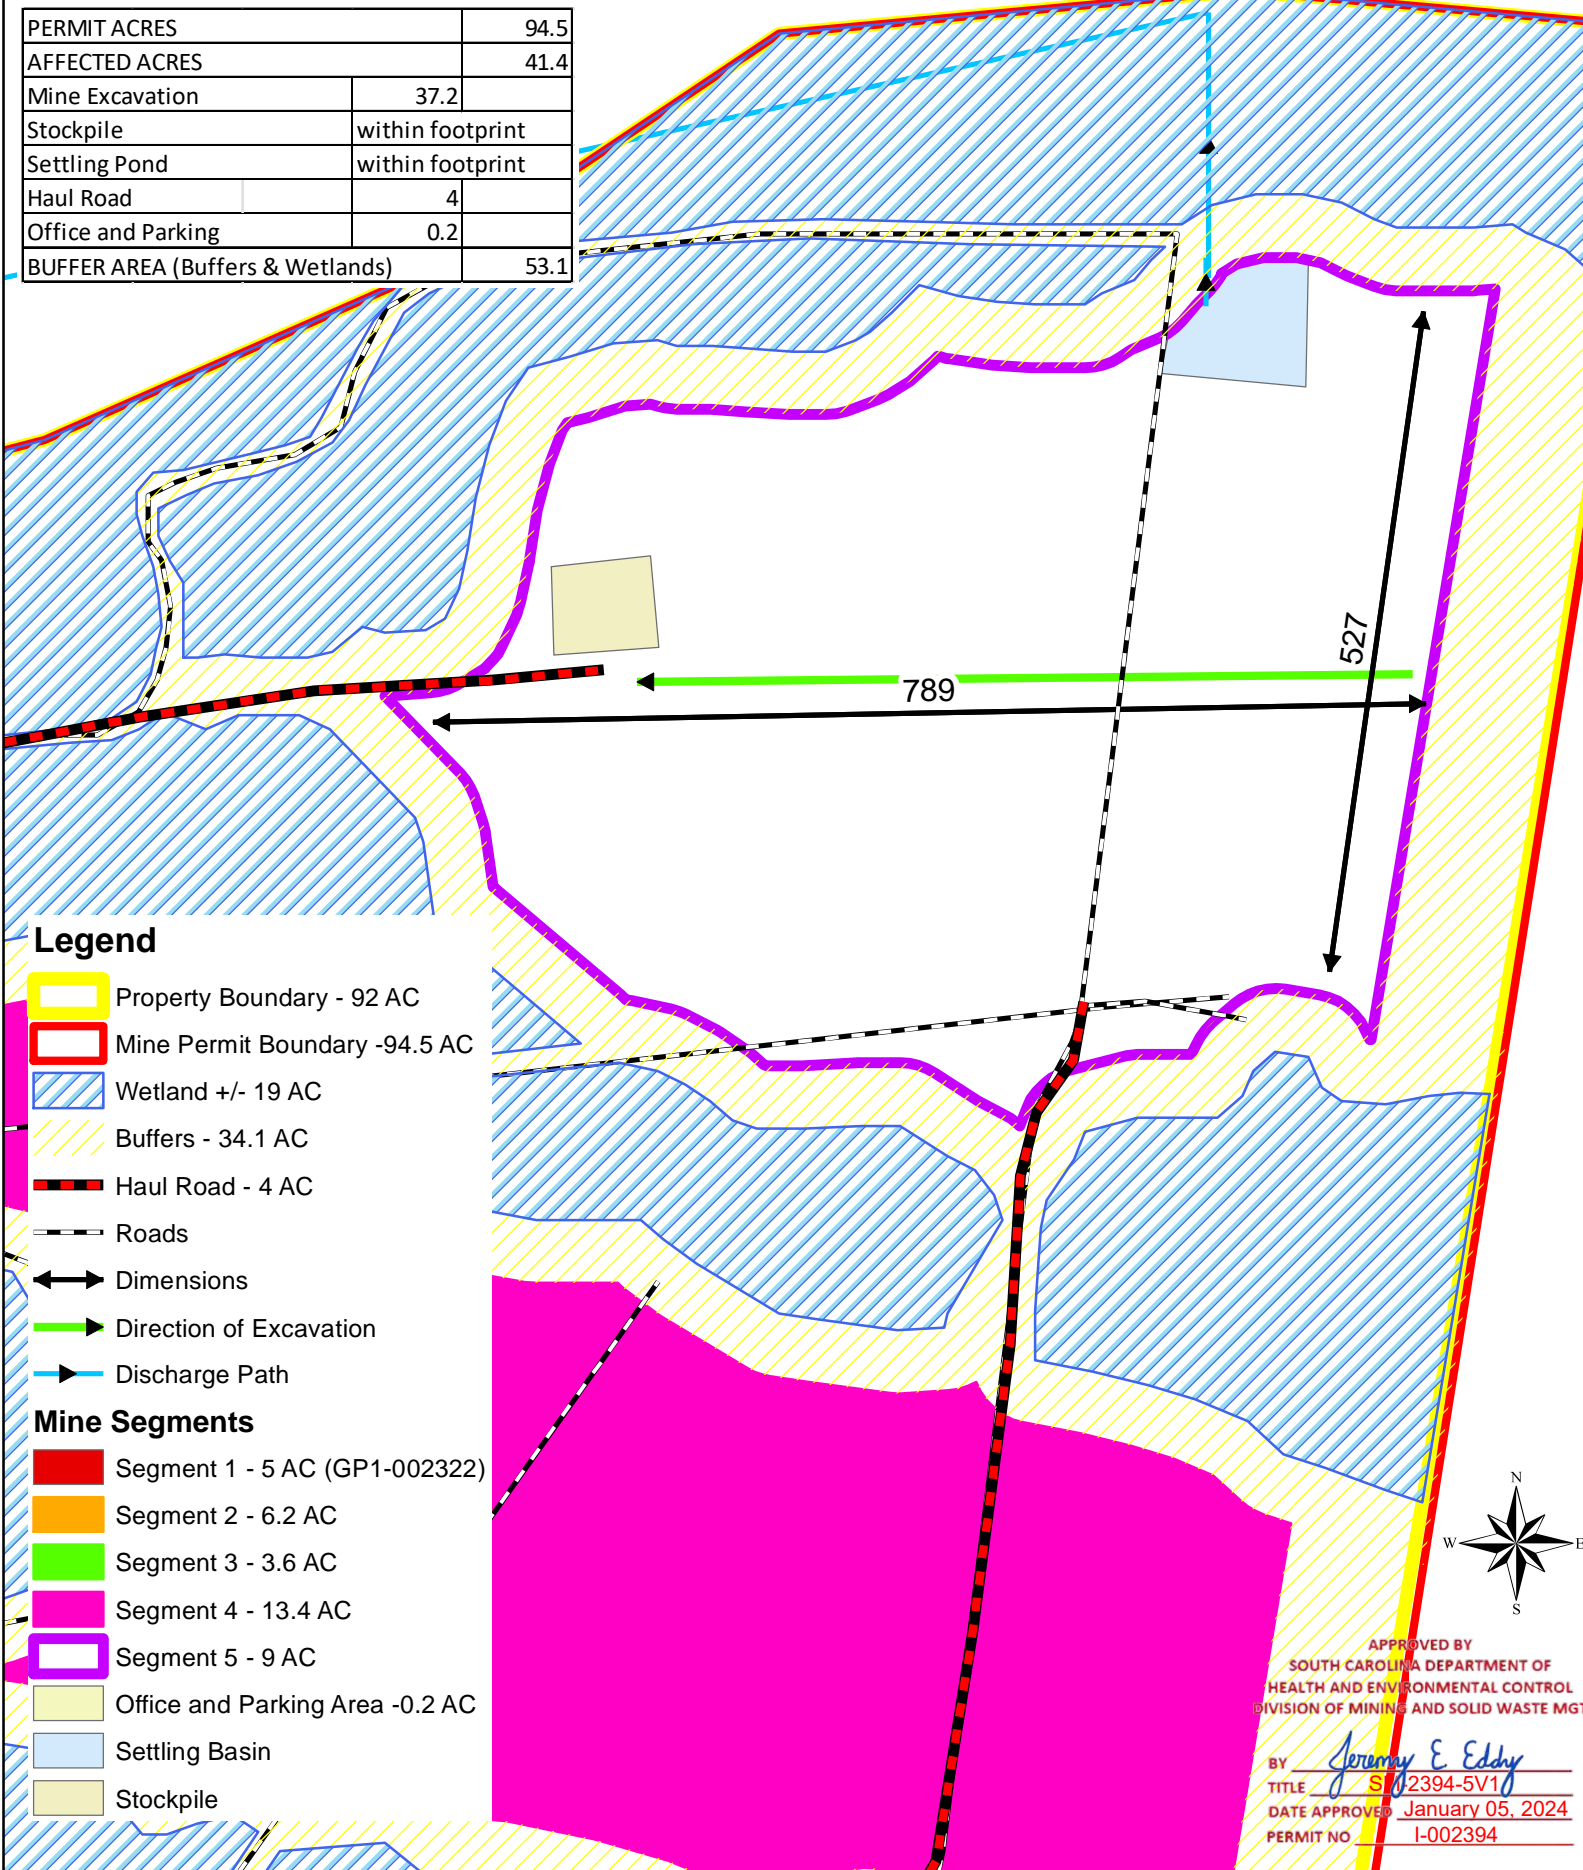 PERMIT ACRES 94.5
AFFECTED ACRES 41.4
Mine Excavation 37.2
Stockpile within footprint
Settling Pond within footprint
Haul Road 4
Office and Parking 0.2
BUFFER AREA (Buffers & Wetlands) 53.1
527
789
Legend
Property Boundary - 92 AC
Mine Permit Boundary -94.5 AC
Wetland +/- 19 AC
Buffers - 34.1 AC
Haul Road - 4 AC
Roads
Dimensions
Direction of Excavation
Discharge Path
Mine Segments
Segment 1 - 5 AC (GP1-002322)
Segment 2 - 6.2 AC
Segment 3 - 3.6 AC
Segment 4 - 13.4 AC
Segment 5 - 9 AC
Office and Parking Area -0.2 AC
Settling Basin
Stockpile
N
W E
S
APPROVED BY
SOUTH CAROLINA DEPARTMENT OF
HEALTH AND ENVIRONMENTAL CONTROL
DIVISION OF MINING AND SOLID WASTE MGT
BY Jeremy E. Eddy
TITLE -2394-5V1
DATE APPROVED January 05, 2024
PERMIT NO I-002394